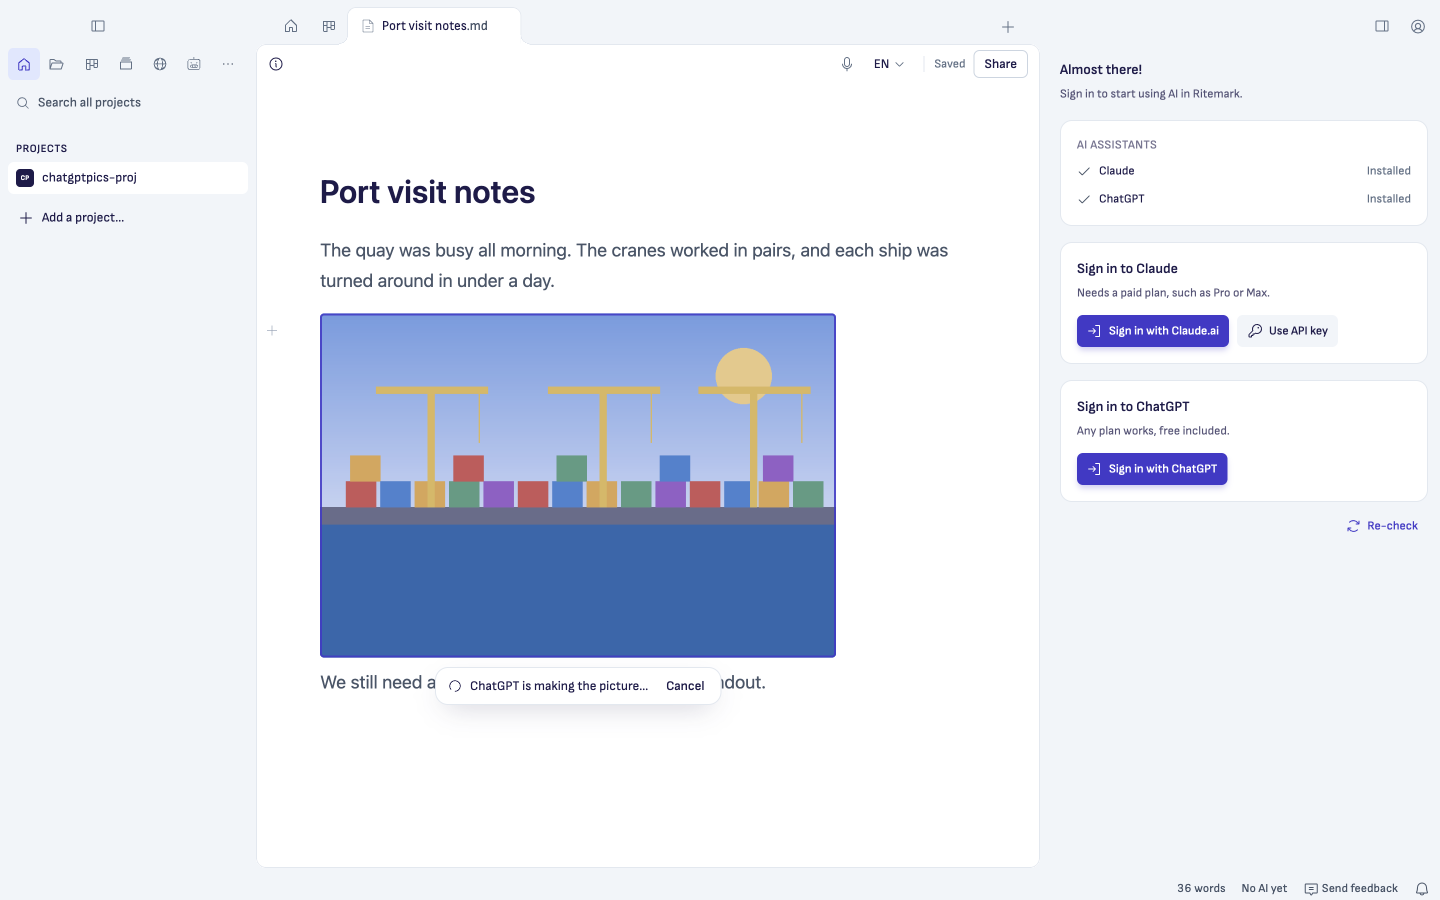 Port visit notes.md
EN
Saved
Share
Search all projects
PROJECTS
CP
chatgptpics-proj
Add a project...
Port visit notes
The quay was busy all morning. The cranes worked in pairs, and each ship was
turned around in under a day.
We still need a
ndout.
ChatGPT is making the picture...
Cancel
Almost there!
Sign in to start using AI in Ritemark.
AI ASSISTANTS
Claude
Installed
ChatGPT
Installed
Sign in to Claude
Needs a paid plan, such as Pro or Max.
Sign in with Claude.ai
Use API key
Sign in to ChatGPT
Any plan works, free included.
Sign in with ChatGPT
Re-check
36 words
No AI yet
Send feedback